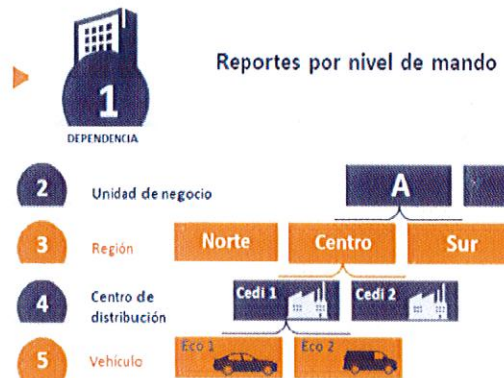 Reportes por nivel de mando
1
DEPENDENCIA
2 Unidad de negocio A
3 Región Norte Centro Sur
4 Centro de distribución Cedi 1 Cedi 2
5 Vehículo Eco 1 Eco 2